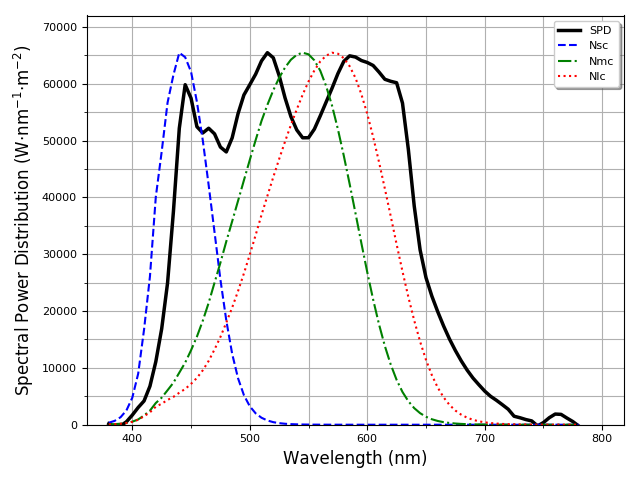 70000
60000
50000
40000
30000
20000
10000
0
400
500
600
700
800
Spectral Power Distribution (W·nm⁻¹·m⁻²)
Wavelength (nm)
SPD
Nsc
Nmc
Nlc